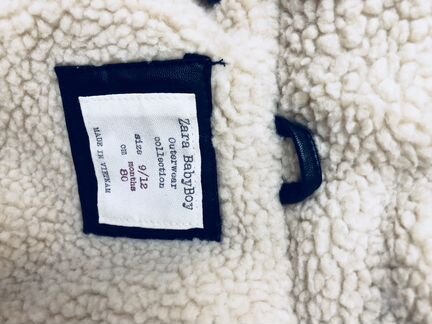 Zara BabyBoy
Outerwear
collection
size 9/12
months
cm 80
MADE IN VIETNAM